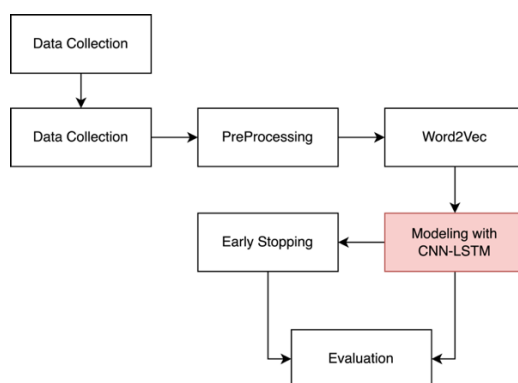 Data Collection
Data Collection
PreProcessing
Word2Vec
Early Stopping
Modeling with
CNN-LSTM
Evaluation